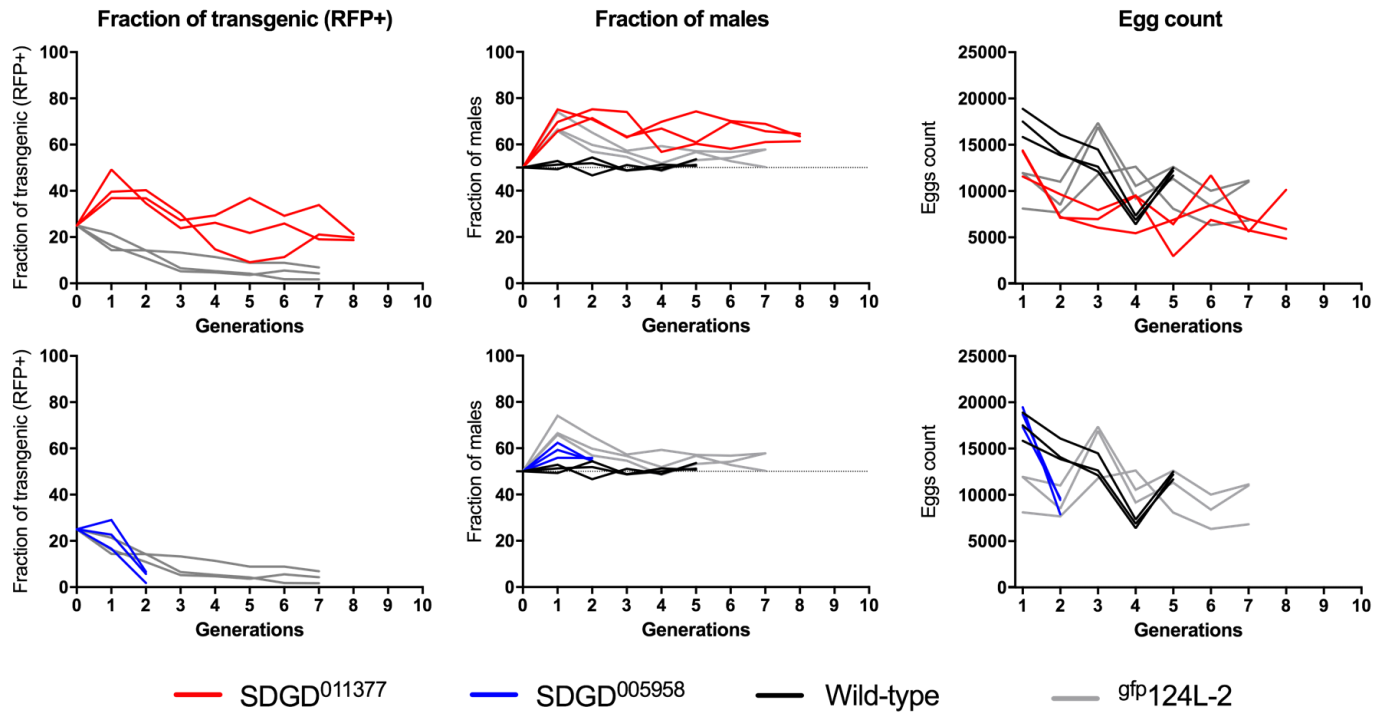 Fraction of transgenic (RFP+)
Fraction of males
Egg count
Fraction of trasngenic (RFP+)
100
80
60
40
20
0
0 1 2 3 4 5 6 7 8 9 10
Generations
Fraction of males
100
80
60
40
20
0
0 1 2 3 4 5 6 7 8 9 10
Generations
Eggs count
25000
20000
15000
10000
5000
0
1 2 3 4 5 6 7 8 9 10
Generations
Fraction of trasngenic (RFP+)
100
80
60
40
20
0
0 1 2 3 4 5 6 7 8 9 10
Generations
Fraction of males
100
80
60
40
20
0
0 1 2 3 4 5 6 7 8 9 10
Generations
Eggs count
25000
20000
15000
10000
5000
0
1 2 3 4 5 6 7 8 9 10
Generations
SDGD011377
SDGD005958
Wild-type
gfp124L-2